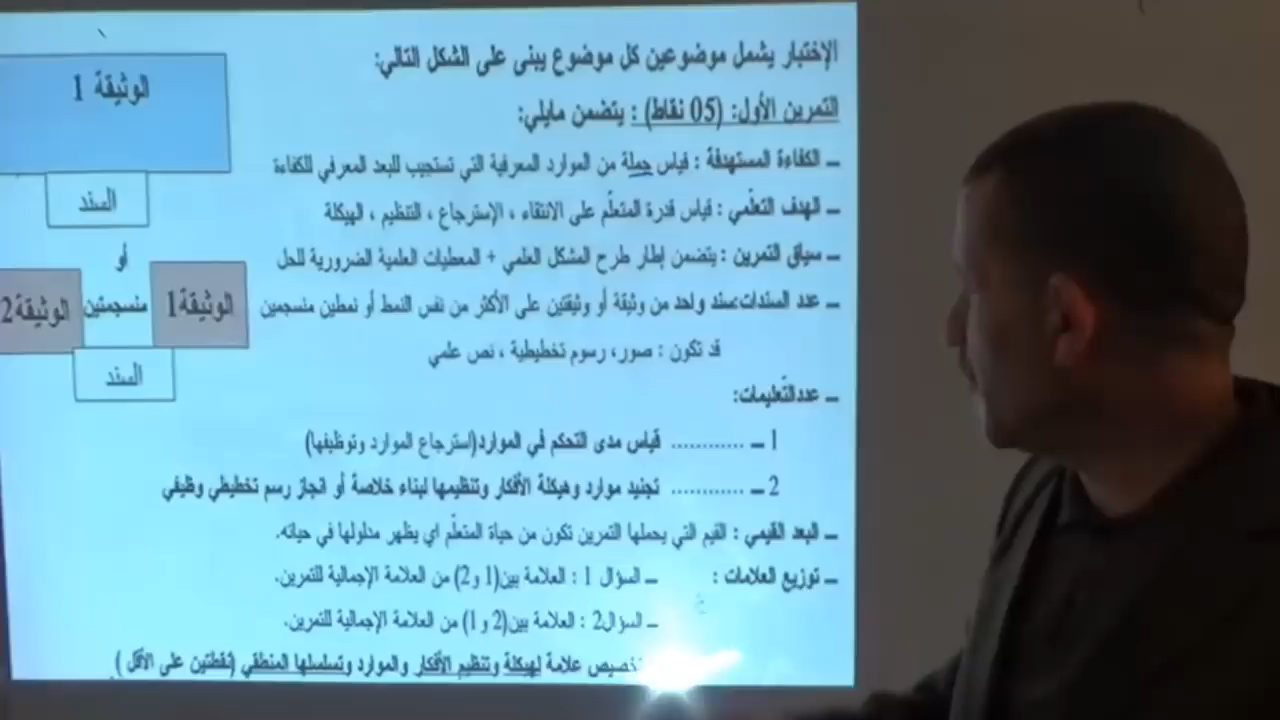 الإختبار يشمل موضوعين كل موضوع يبنى على الشكل التالي:
التمرين الأول: (05 نقاط) : يتضمن مايلي:
ـ الكفاءة المستهدفة : قياس جملة من الموارد المعرفية التي تستجيب للبعد المعرفي للكفاءة
ـ الهدف التعلّمي : قياس قدرة المتعلّم على الانتقاء ، الإسترجاع ، التنظيم ، الهيكلة
ـ سياق التمرين : يتضمن إطار طرح المشكل العلمي + المعطيات العلمية الضرورية للحل
ـ عدد السندات:سند واحد من وثيقة أو وثيقتين على الأكثر من نفس النمط أو نمطين منسجمين
قد تكون : صور، رسوم تخطيطية ، نص علمي
ـ عددالتّعليمات:
1 ـ ............ قياس مدى التحكم في الموارد(استرجاع الموارد وتوظيفها)
2 ـ ............ تجنيد موارد وهيكلة الأفكار وتنظيمها لبناء خلاصة أو انجاز رسم تخطيطي وظيفي
ـ البعد القيمي : القيم التي يحملها التمرين تكون من حياة المتعلّم اي يظهر مدلولها في حياته.
ـ توزيع العلامات : ـ السؤال 1 : العلامة بين(1 و2) من العلامة الإجمالية للتمرين.
ـ السؤال2 : العلامة بين(2 و1) من العلامة الإجمالية للتمرين.
علامة لهيكلة وتنظيم الأفكار والموارد وتسلسلها المنطقي (نقطتين على الأقل )
الوثيقة 1
السند
أو
الوثيقة1 منسجمتين الوثيقة2
السند